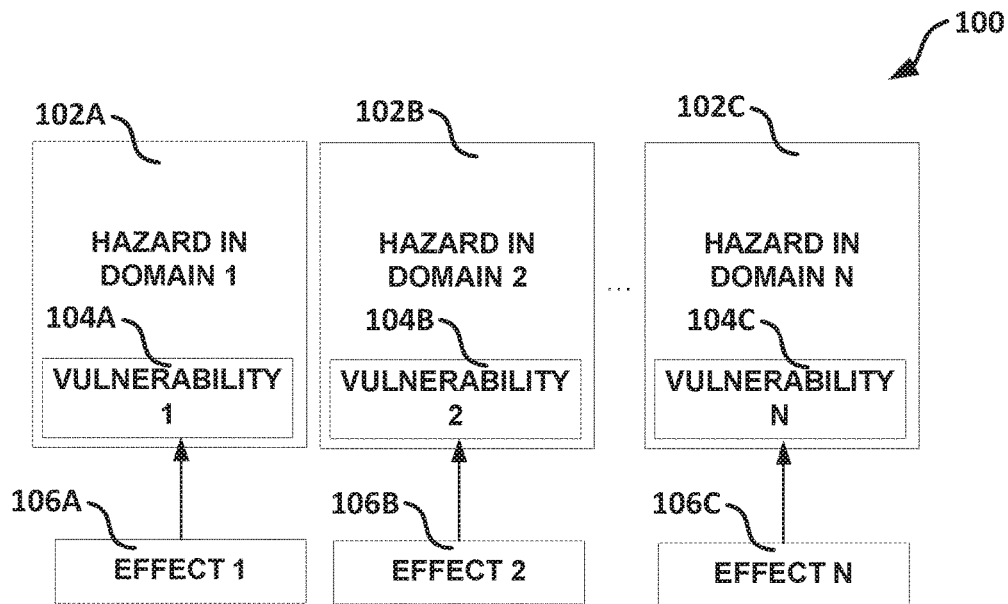 100
102A
102B
102C
HAZARD IN
DOMAIN 1
HAZARD IN
DOMAIN 2
...
HAZARD IN
DOMAIN N
104A
104B
104C
VULNERABILITY
1
VULNERABILITY
2
VULNERABILITY
N
106A
106B
106C
EFFECT 1
EFFECT 2
EFFECT N